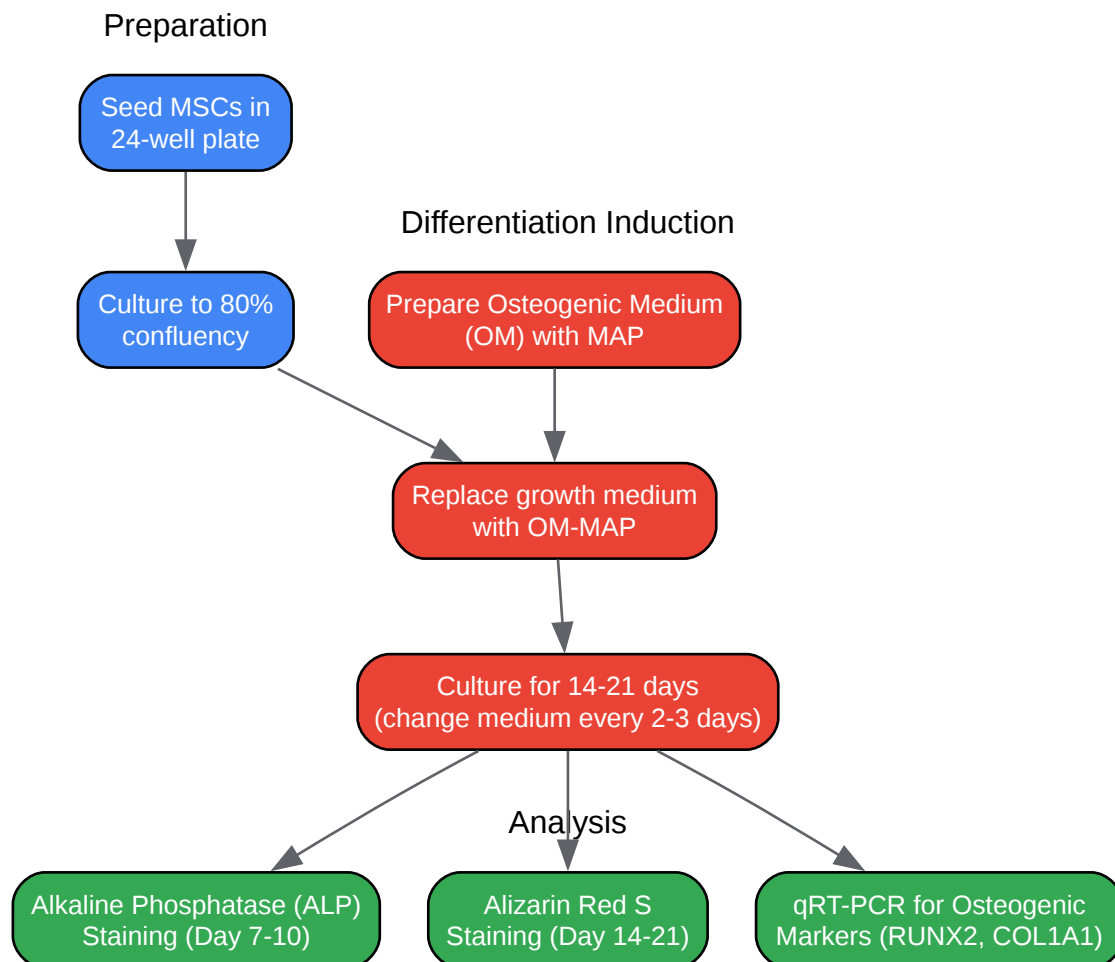 Preparation
Seed MSCs in
24-well plate
Differentiation Induction
Culture to 80%
confluency
Prepare Osteogenic Medium
(OM) with MAP
Replace growth medium
with OM-MAP
Culture for 14-21 days
(change medium every 2-3 days)
Analysis
Alkaline Phosphatase (ALP)
Staining (Day 7-10)
Alizarin Red S
Staining (Day 14-21)
qRT-PCR for Osteogenic
Markers (RUNX2, COL1A1)